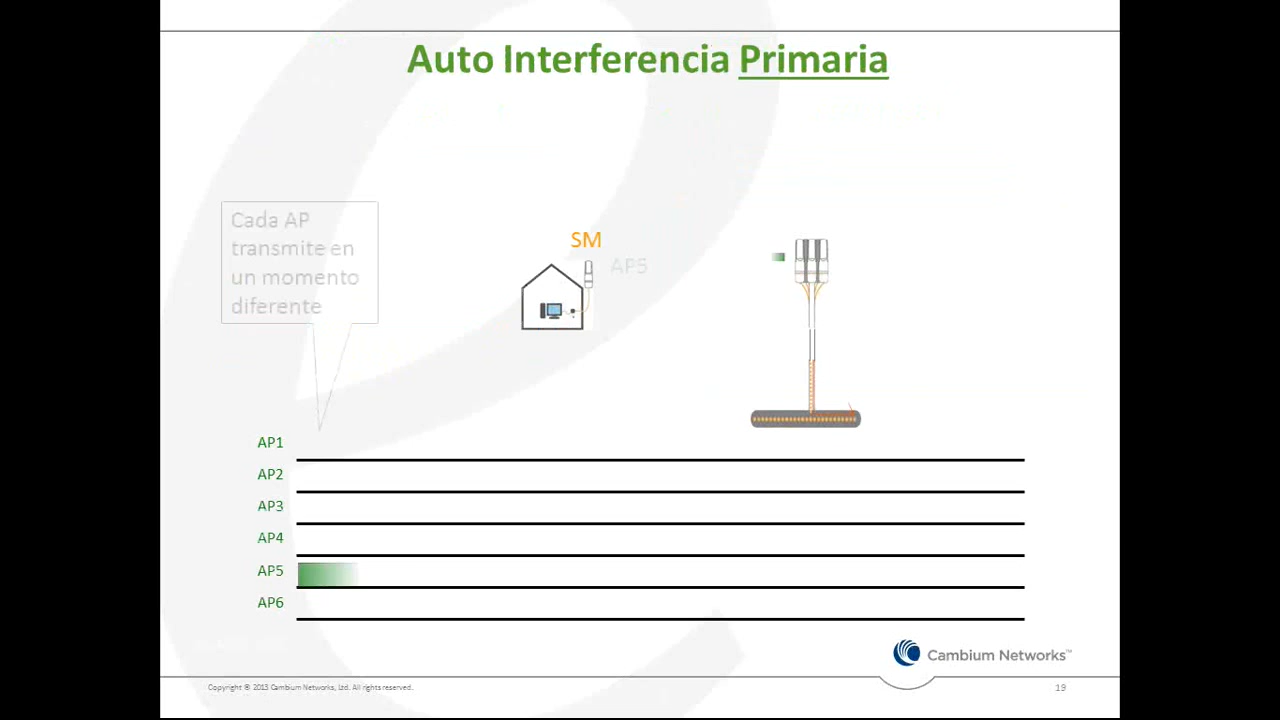 Auto Interferencia Primaria
Cada AP
transmite en
un momento
diferente
SM
AP5
AP1
AP2
AP3
AP4
AP5
AP6
Cambium Networks™
Copyright ® 2013 Cambium Networks, Ltd. All rights reserved.
19